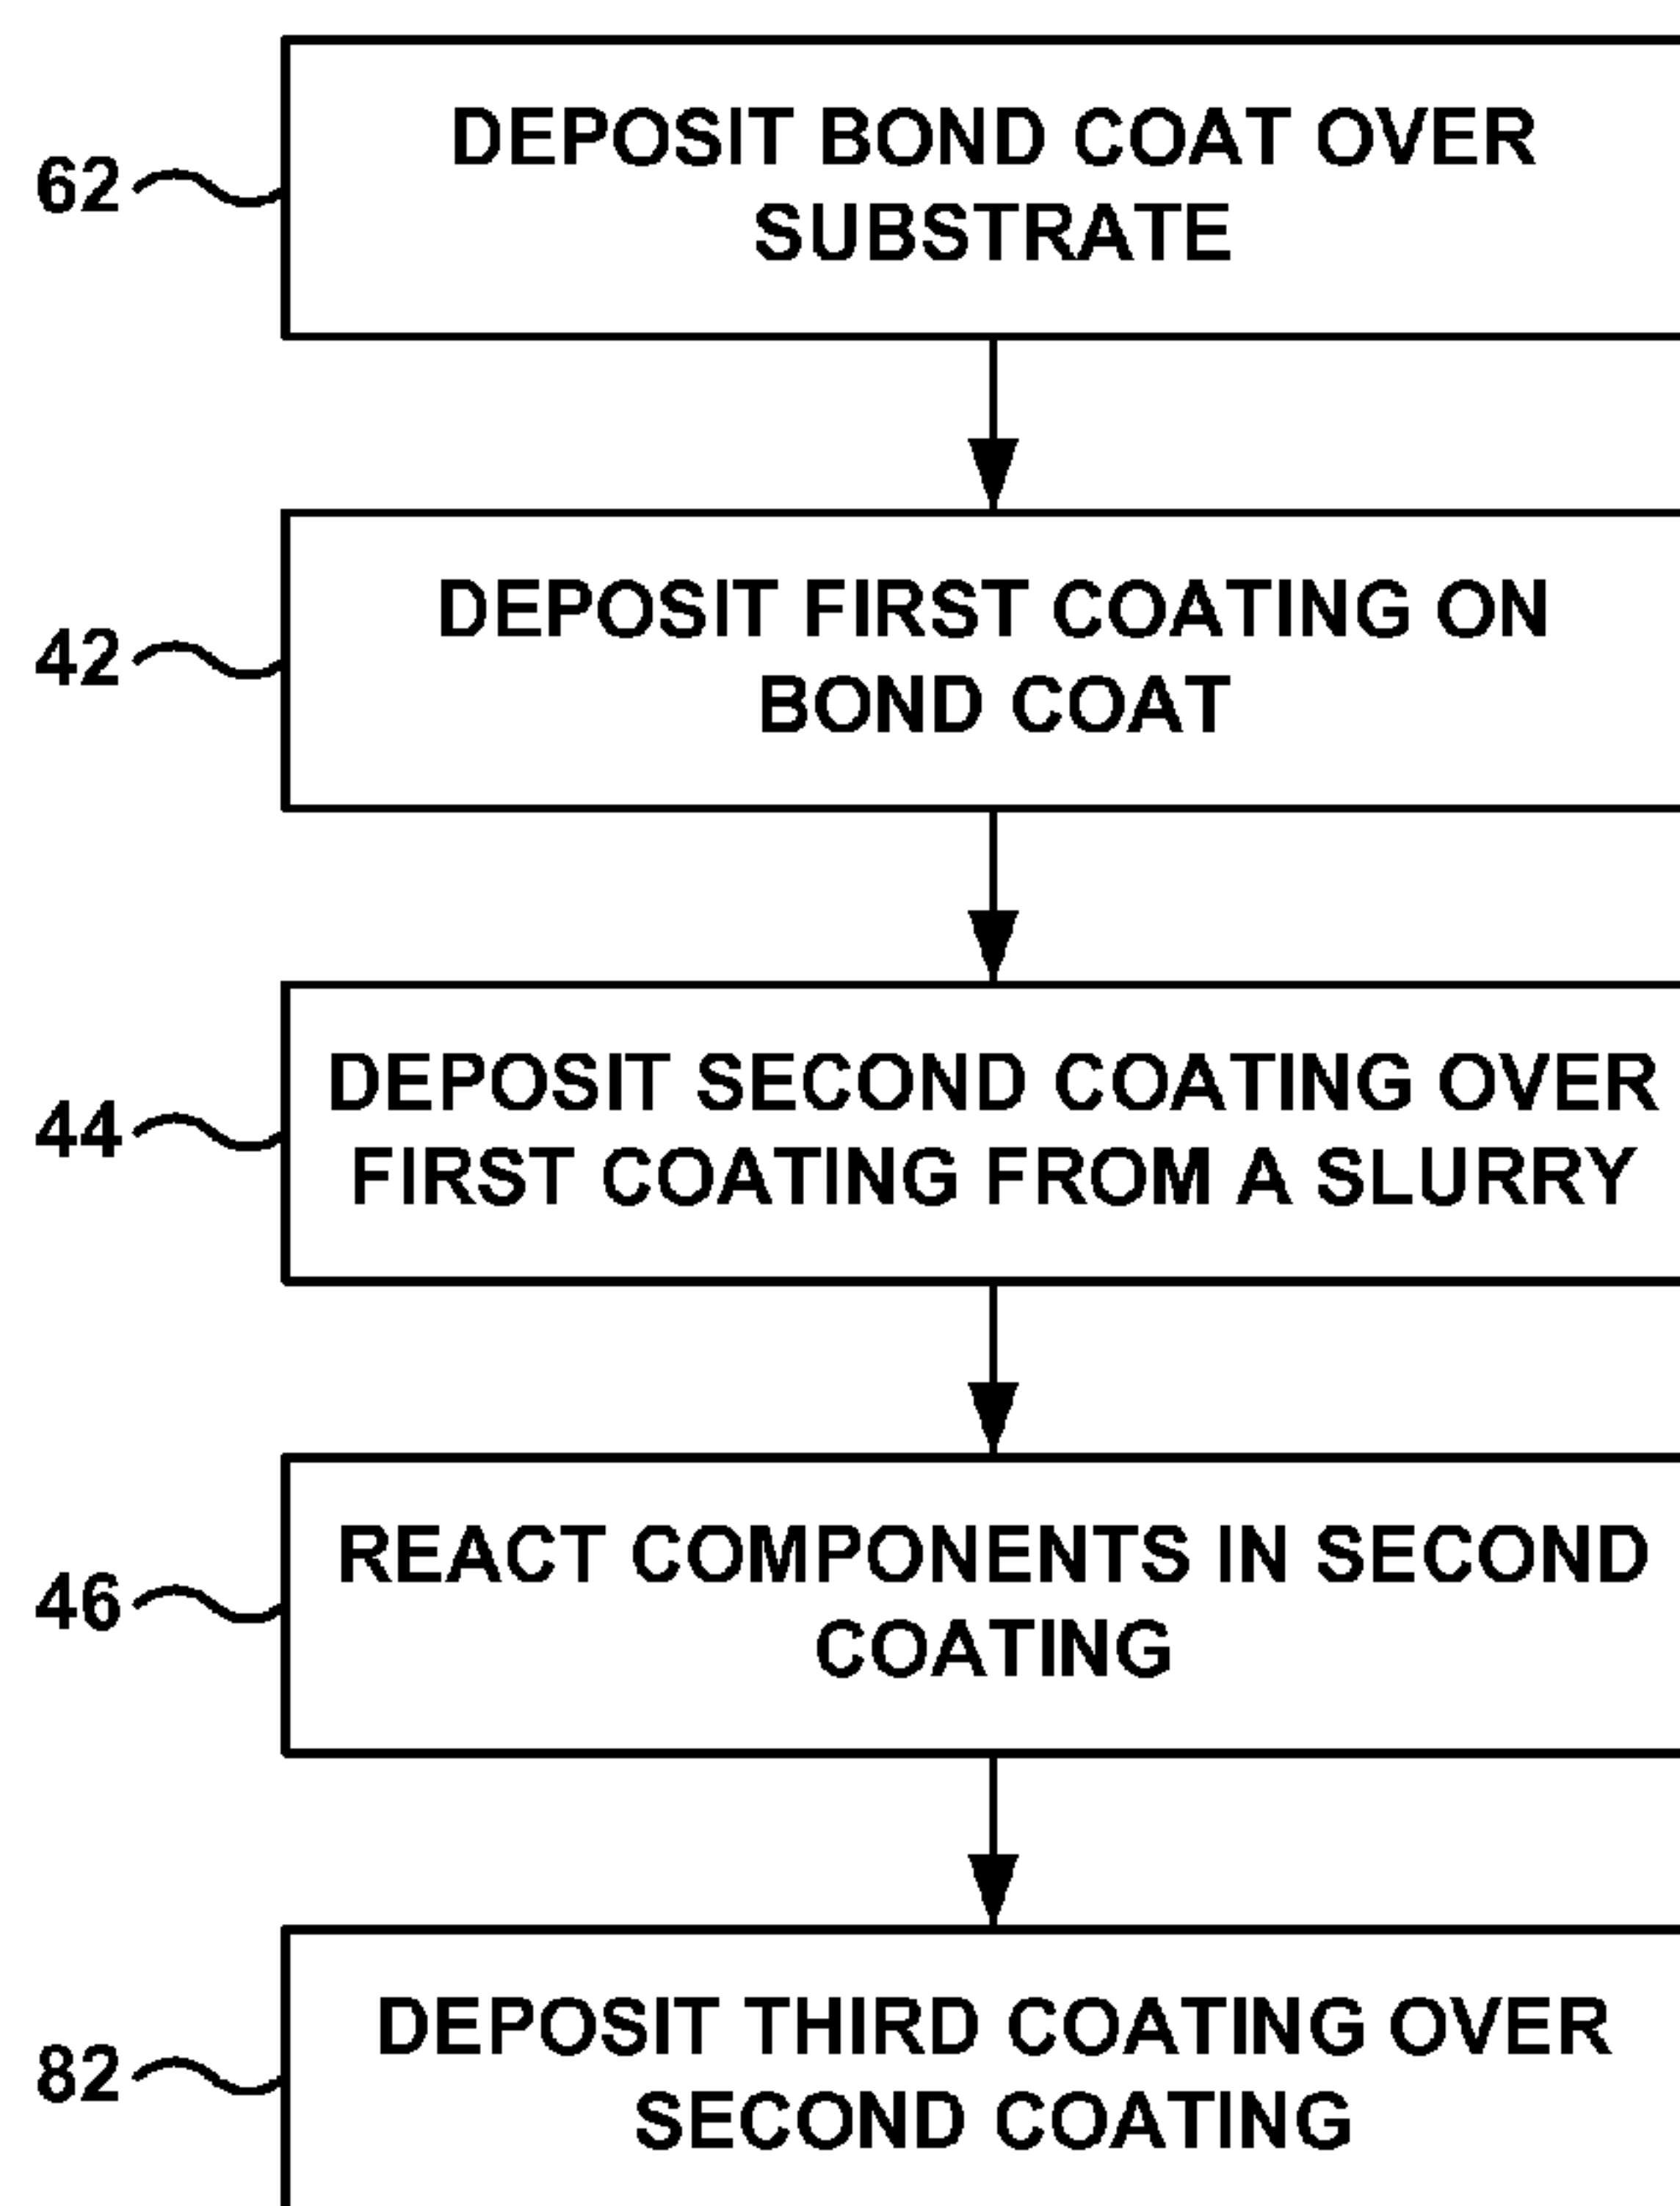 62
DEPOSIT BOND COAT OVER
SUBSTRATE
42
DEPOSIT FIRST COATING ON
BOND COAT
44
DEPOSIT SECOND COATING OVER
FIRST COATING FROM A SLURRY
46
REACT COMPONENTS IN SECOND
COATING
82
DEPOSIT THIRD COATING OVER
SECOND COATING